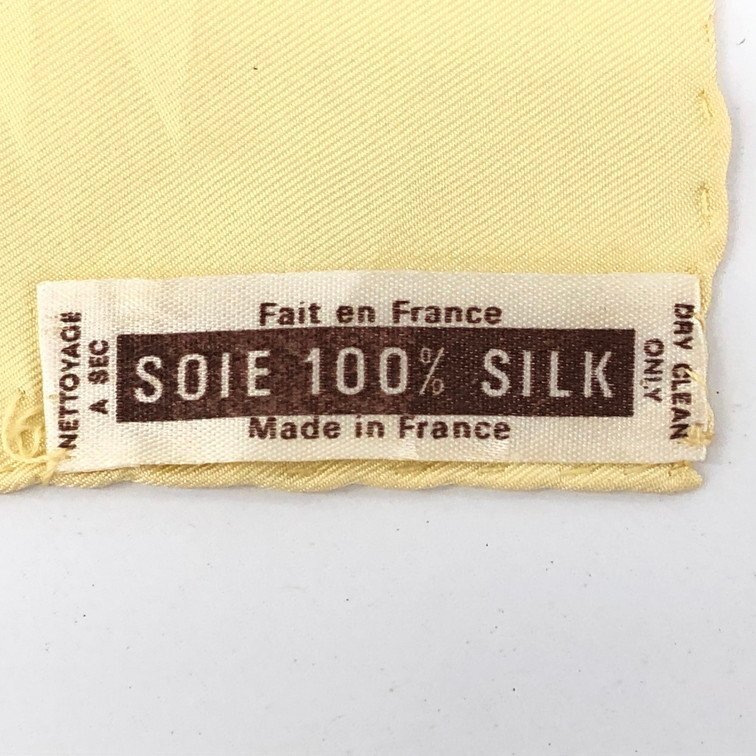 NETTOYAGE
A SEC
Fait en France
SOIE 100% SILK
Made in France
DRY CLEAN
ONLY